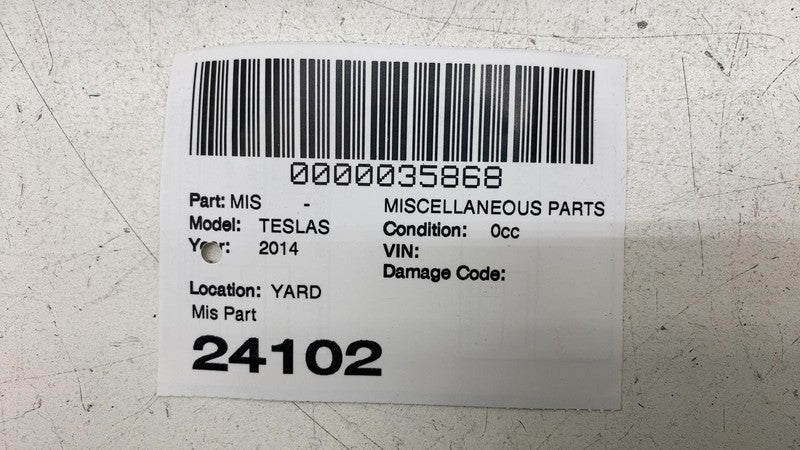 0000035868
Part: MIS - MISCELLANEOUS PARTS
Model: TESLAS Condition: 0cc
Year: 2014 VIN:
Damage Code:
Location: YARD
Mis Part
24102